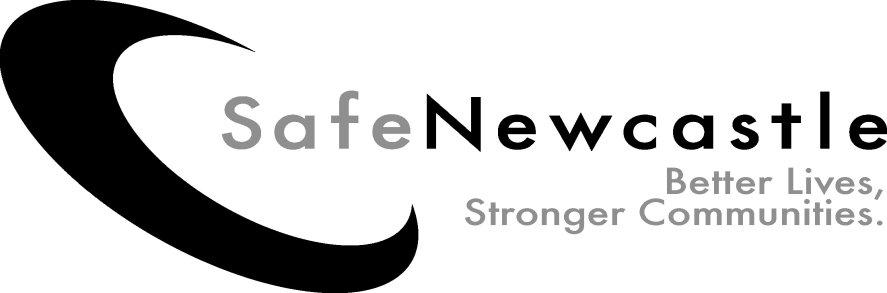 SafeNewcastle
Better Lives,
Stronger Communities.